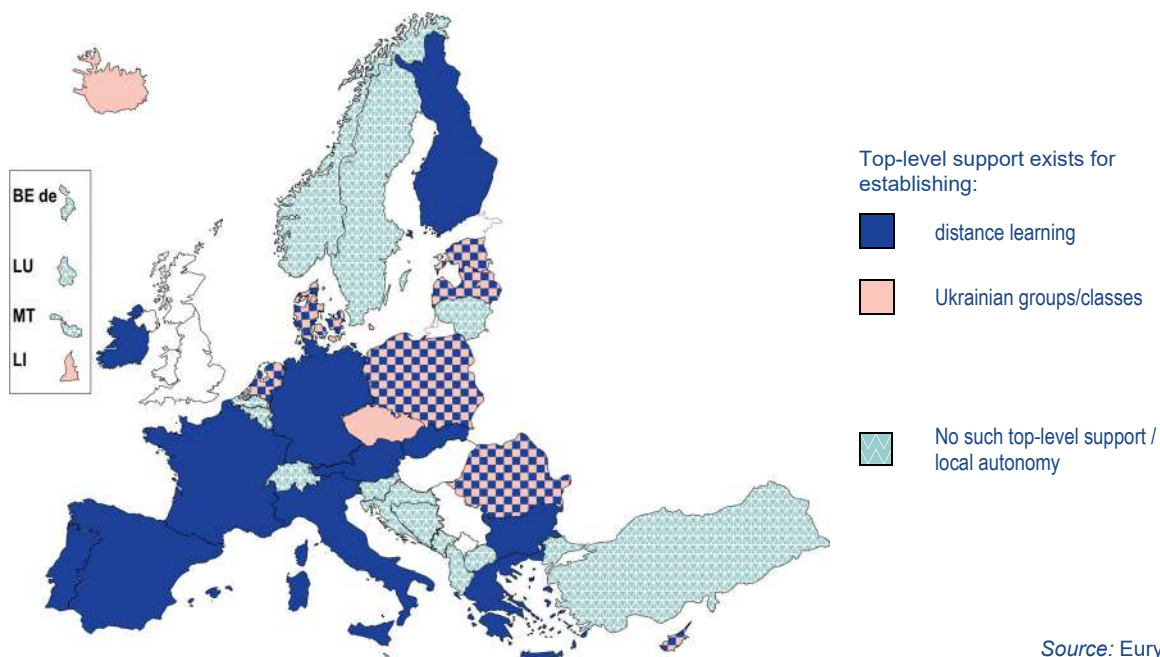 BE de
LU
MT
LI
Top-level support exists for
establishing:
distance learning
Ukrainian groups/classes
No such top-level support /
local autonomy
Source: Eury